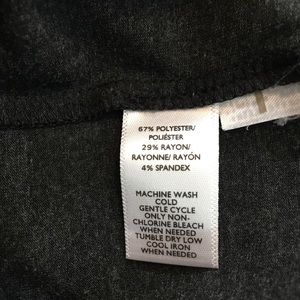 67% POLYESTER/
POLIÉSTER
29% RAYON/
RAYONNE/ RAYÓN
4% SPANDEX
MACHINE WASH
COLD
GENTLE CYCLE
ONLY NON-
CHLORINE BLEACH
WHEN NEEDED
TUMBLE DRY LOW
COOL IRON
WHEN NEEDED